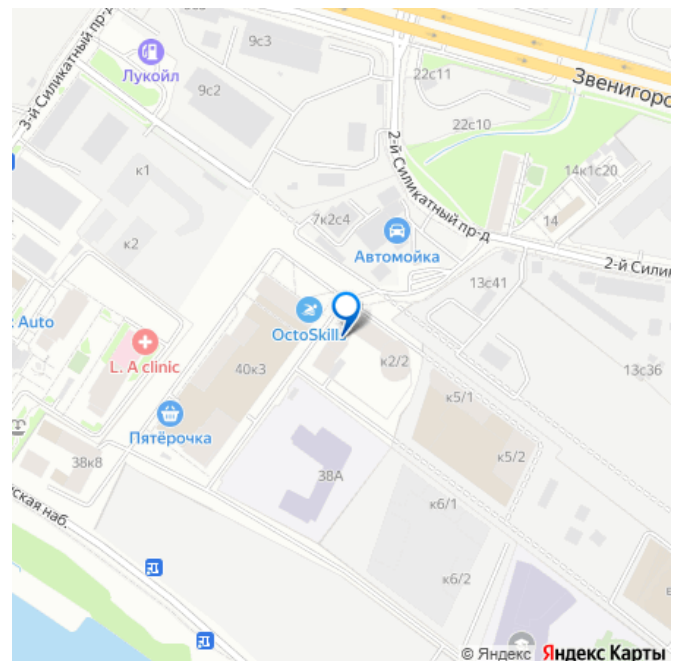 9с3
Лукойл
22с11
Звенигоро
3-й Силикатный пр-д
9с2
22с10
2-й Силикатный пр-д
к1
14к1с20
7к2с4
14
к2
Автомойка
2-й Силик
13с41
Auto
OctoSkills
L. A clinic
к2/2
13с36
40к3
к5/1
Пятёрочка
38к8
к5/2
38А
ская наб.
к6/1
к6/2
© Яндекс Яндекс Карты